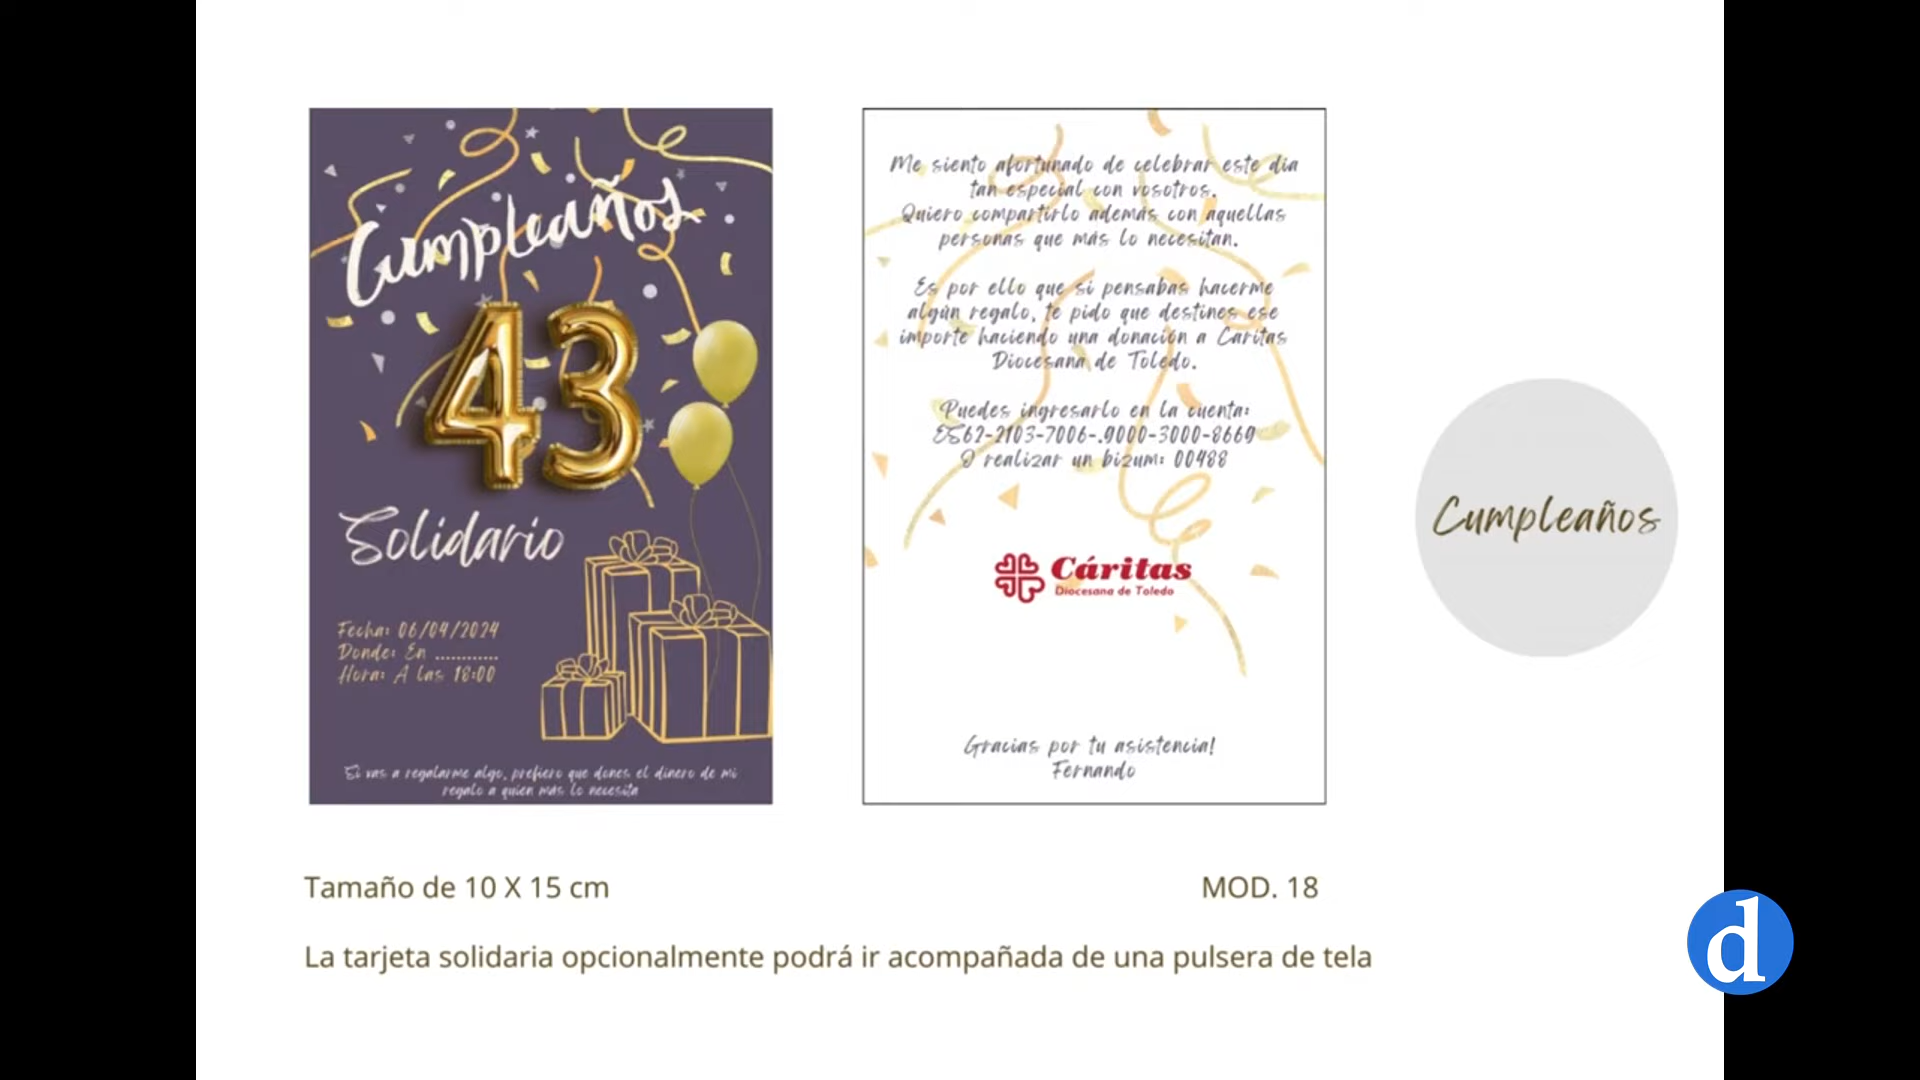 Cumpleaños
43
Solidario
Fecha: 06/04/2024
Donde: En ............
Hora: A las 18:00
Si vas a regalarme algo, prefiero que dones el dinero de mi
regalo a quien más lo necesita
Me siento afortunado de celebrar este día
tan especial con vosotros.
Quiero compartirlo además con aquellas
personas que más lo necesitan.
Es por ello que si pensabas hacerme
algún regalo, te pido que destines ese
importe haciendo una donación a Cáritas
Diocesana de Toledo.
Puedes ingresarlo en la cuenta:
ES62-2103-7006-.9000-3000-8669
O realizar un bizum: 00488
Cáritas
Diocesana de Toledo
Gracias por tu asistencia!
Fernando
Cumpleaños
Tamaño de 10 X 15 cm
MOD. 18
La tarjeta solidaria opcionalmente podrá ir acompañada de una pulsera de tela
d